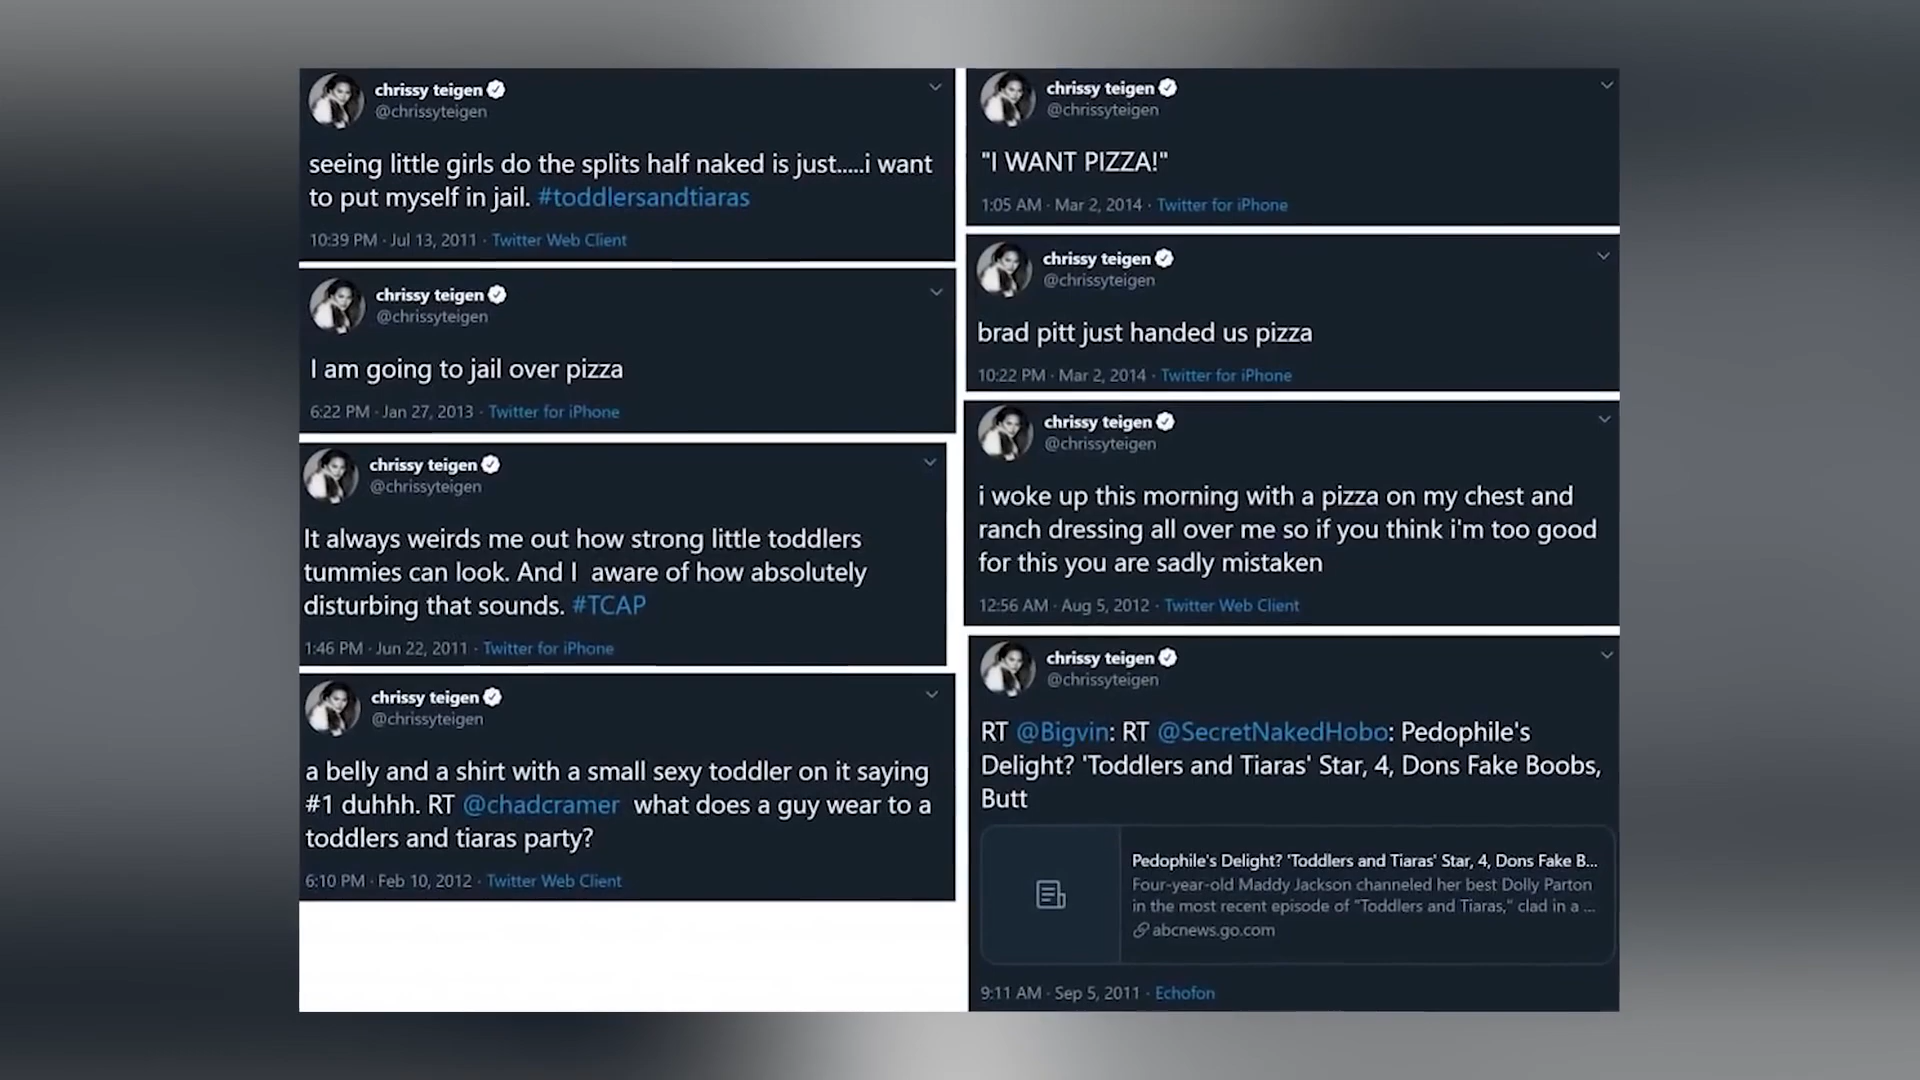 chrissy teigen
@chrissyteigen
seeing little girls do the splits half naked is just.....i want
to put myself in jail. #toddlersandtiaras
10:39 PM · Jul 13, 2011 · Twitter Web Client
chrissy teigen
@chrissyteigen
I am going to jail over pizza
6:22 PM · Jan 27, 2013 · Twitter for iPhone
chrissy teigen
@chrissyteigen
It always weirds me out how strong little toddlers
tummies can look. And I aware of how absolutely
disturbing that sounds. #TCAP
1:46 PM · Jun 22, 2011 · Twitter for iPhone
chrissy teigen
@chrissyteigen
a belly and a shirt with a small sexy toddler on it saying
#1 duhhh. RT @chadcramer what does a guy wear to a
toddlers and tiaras party?
6:10 PM · Feb 10, 2012 · Twitter Web Client
chrissy teigen
@chrissyteigen
"I WANT PIZZA!"
1:05 AM · Mar 2, 2014 · Twitter for iPhone
chrissy teigen
@chrissyteigen
brad pitt just handed us pizza
10:22 PM · Mar 2, 2014 · Twitter for iPhone
chrissy teigen
@chrissyteigen
i woke up this morning with a pizza on my chest and
ranch dressing all over me so if you think i'm too good
for this you are sadly mistaken
12:56 AM · Aug 5, 2012 · Twitter Web Client
chrissy teigen
@chrissyteigen
RT @Bigvin: RT @SecretNakedHobo: Pedophile's
Delight? 'Toddlers and Tiaras' Star, 4, Dons Fake Boobs,
Butt
Pedophile's Delight? 'Toddlers and Tiaras' Star, 4, Dons Fake B...
Four-year-old Maddy Jackson channeled her best Dolly Parton
in the most recent episode of "Toddlers and Tiaras," clad in a ...
abcnews.go.com
9:11 AM · Sep 5, 2011 · Echofon